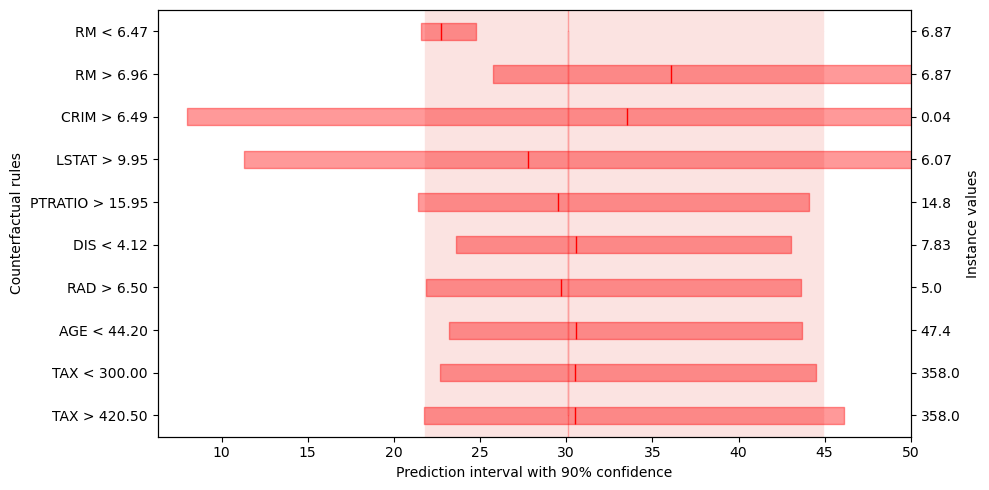 RM < 6.47
6.87
RM > 6.96
6.87
CRIM > 6.49
0.04
LSTAT > 9.95
6.07
PTRATIO > 15.95
14.8
DIS < 4.12
7.83
RAD > 6.50
5.0
AGE < 44.20
47.4
TAX < 300.00
358.0
TAX > 420.50
358.0
Counterfactual rules
Instance values
10 15 20 25 30 35 40 45 50
Prediction interval with 90% confidence